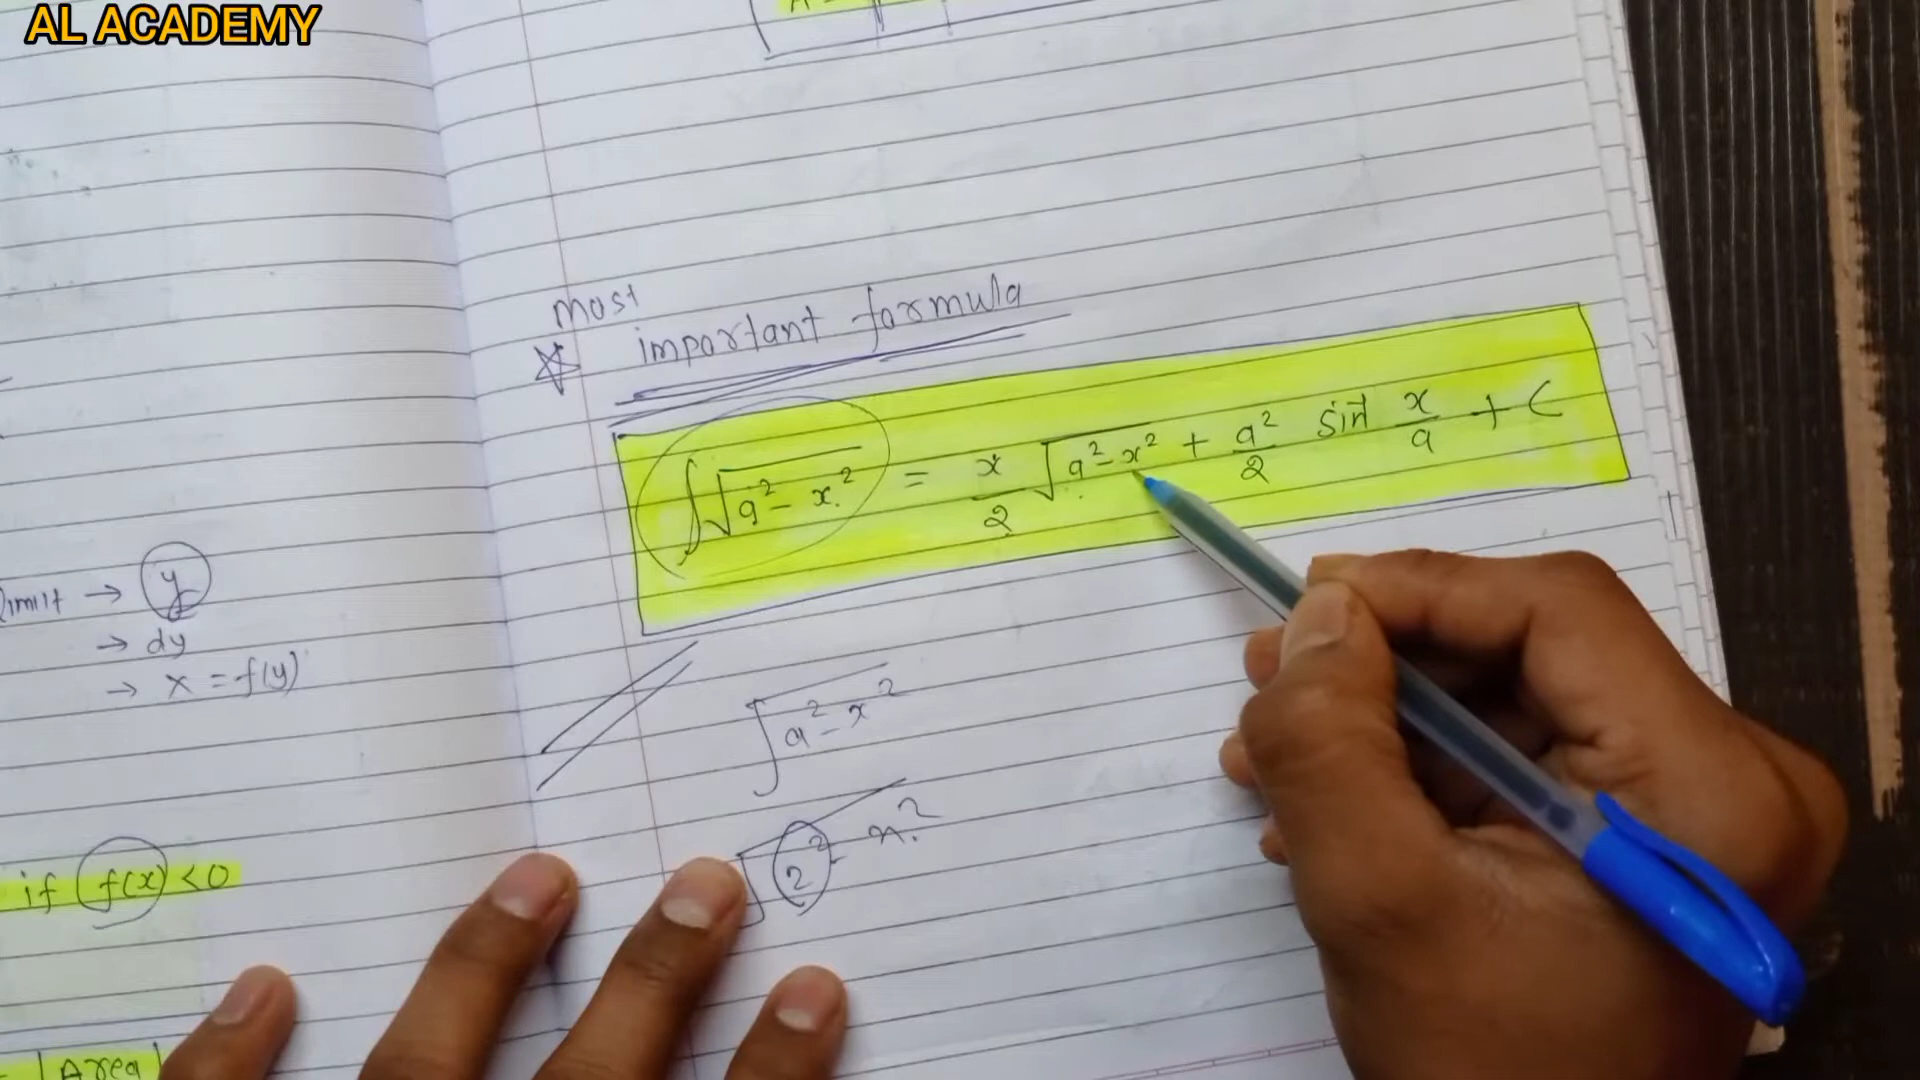 AL ACADEMY
limit → y
→ dy
→ x = f(y)
if f(x) < 0
|Area|
most
important formula
∫√a² - x² = x/2 √a² - x² + a²/2 sin⁻¹ x/a + C
√a² - x²
√2² - x²